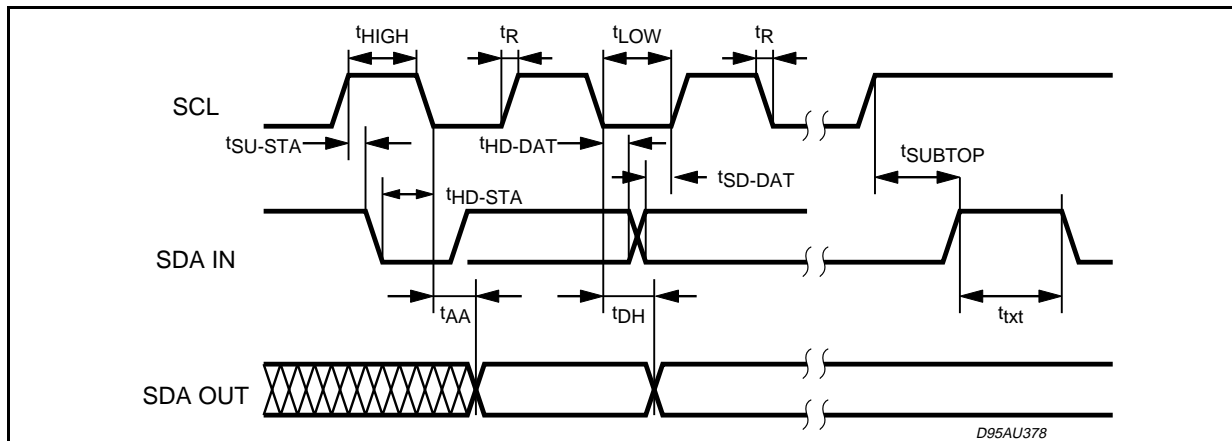 tHIGH tR tLOW tR
SCL
tSU-STA tHD-DAT tSUBTOP
tSD-DAT
tHD-STA
SDA IN
tAA tDH ttxt
SDA OUT
D95AU378